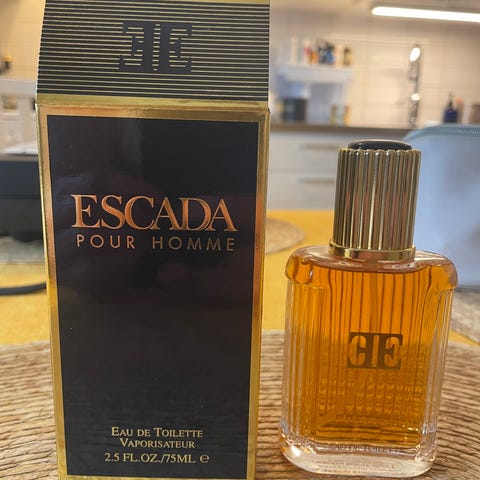 ESCADA
POUR HOMME
EAU DE TOILETTE
VAPORISATEUR
2.5 FL.OZ./75ML ℮